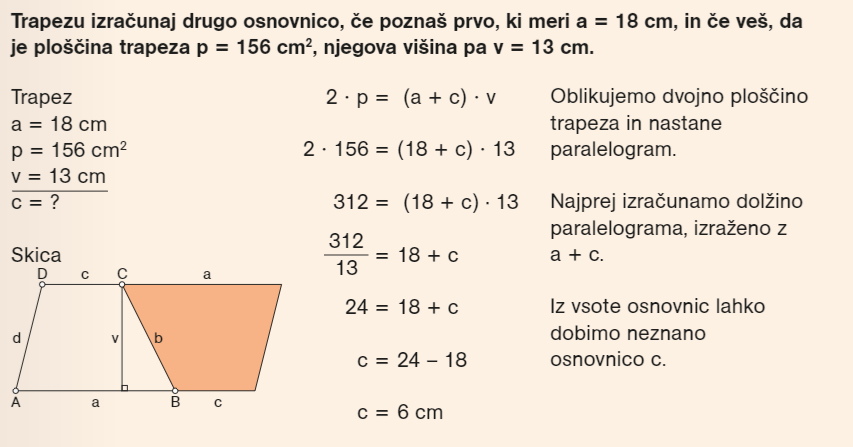 Trapezu izračunaj drugo osnovnico, če poznaš prvo, ki meri a = 18 cm, in če veš, da
je ploščina trapeza p = 156 cm², njegova višina pa v = 13 cm.
Trapez
a = 18 cm
p = 156 cm²
v = 13 cm
c = ?
Skica
D c C a
d v b
A a B c
2 · p = (a + c) · v
2 · 156 = (18 + c) · 13
312 = (18 + c) · 13
312
13 = 18 + c
24 = 18 + c
c = 24 – 18
c = 6 cm
Oblikujemo dvojno ploščino
trapeza in nastane
paralelogram.
Najprej izračunamo dolžino
paralelograma, izraženo z
a + c.
Iz vsote osnovnic lahko
dobimo neznano
osnovnico c.